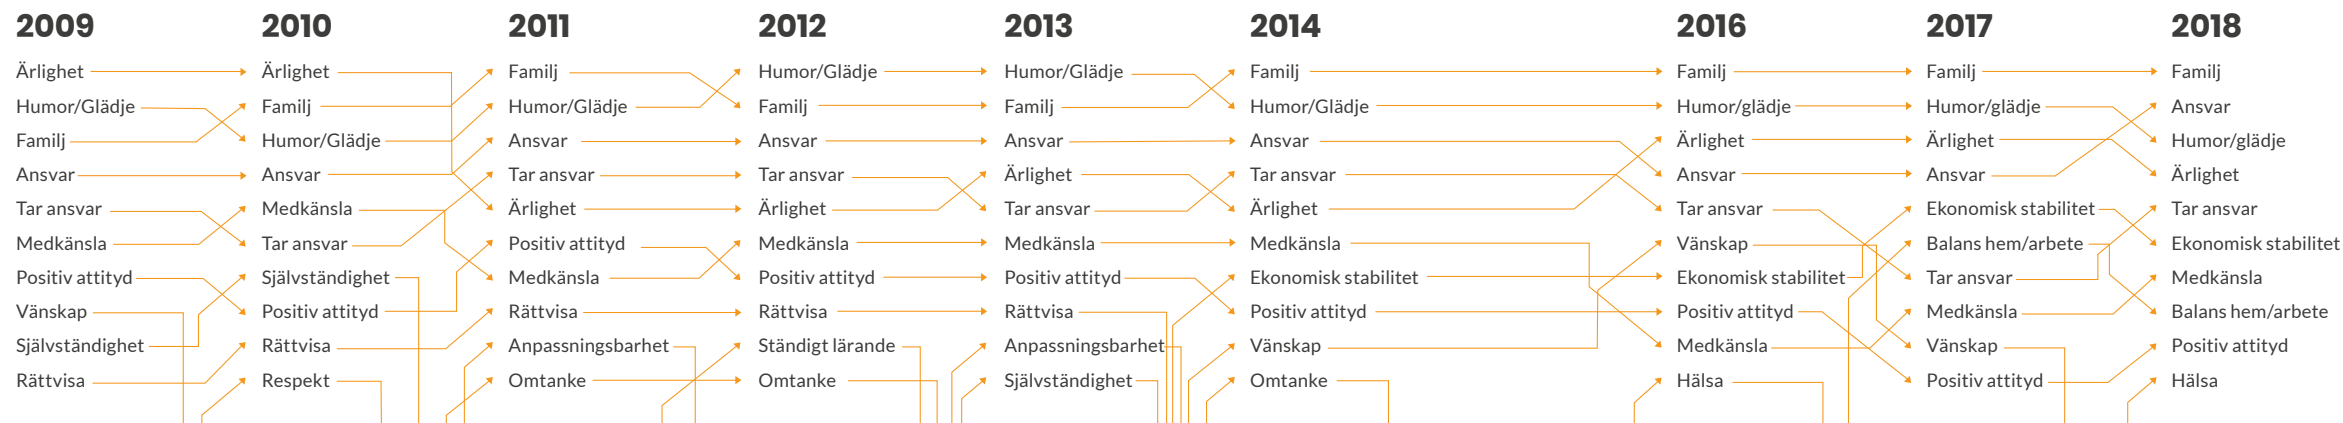 2009
Ärlighet
Humor/Glädje
Familj
Ansvar
Tar ansvar
Medkänsla
Positiv attityd
Vänskap
Självständighet
Rättvisa
2010
Ärlighet
Familj
Humor/Glädje
Ansvar
Medkänsla
Tar ansvar
Självständighet
Positiv attityd
Rättvisa
Respekt
2011
Familj
Humor/Glädje
Ansvar
Tar ansvar
Ärlighet
Positiv attityd
Medkänsla
Rättvisa
Anpassningsbarhet
Omtanke
2012
Humor/Glädje
Familj
Ansvar
Tar ansvar
Ärlighet
Medkänsla
Positiv attityd
Rättvisa
Ständigt lärande
Omtanke
2013
Humor/Glädje
Familj
Ansvar
Ärlighet
Tar ansvar
Medkänsla
Positiv attityd
Rättvisa
Anpassningsbarhet
Självständighet
2014
Familj
Humor/Glädje
Ansvar
Tar ansvar
Ärlighet
Medkänsla
Ekonomisk stabilitet
Positiv attityd
Vänskap
Omtanke
2016
Familj
Humor/glädje
Ärlighet
Ansvar
Tar ansvar
Vänskap
Ekonomisk stabilitet
Positiv attityd
Medkänsla
Hälsa
2017
Familj
Humor/glädje
Ärlighet
Ansvar
Ekonomisk stabilitet
Balans hem/arbete
Tar ansvar
Medkänsla
Vänskap
Positiv attityd
2018
Familj
Ansvar
Humor/glädje
Ärlighet
Tar ansvar
Ekonomisk stabilitet
Medkänsla
Balans hem/arbete
Positiv attityd
Hälsa